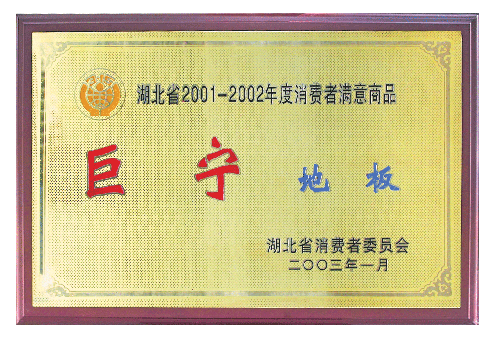 湖北省2001-2002年度消费者满意商品
巨宁地板
湖北省消费者委员会
二〇〇三年一月